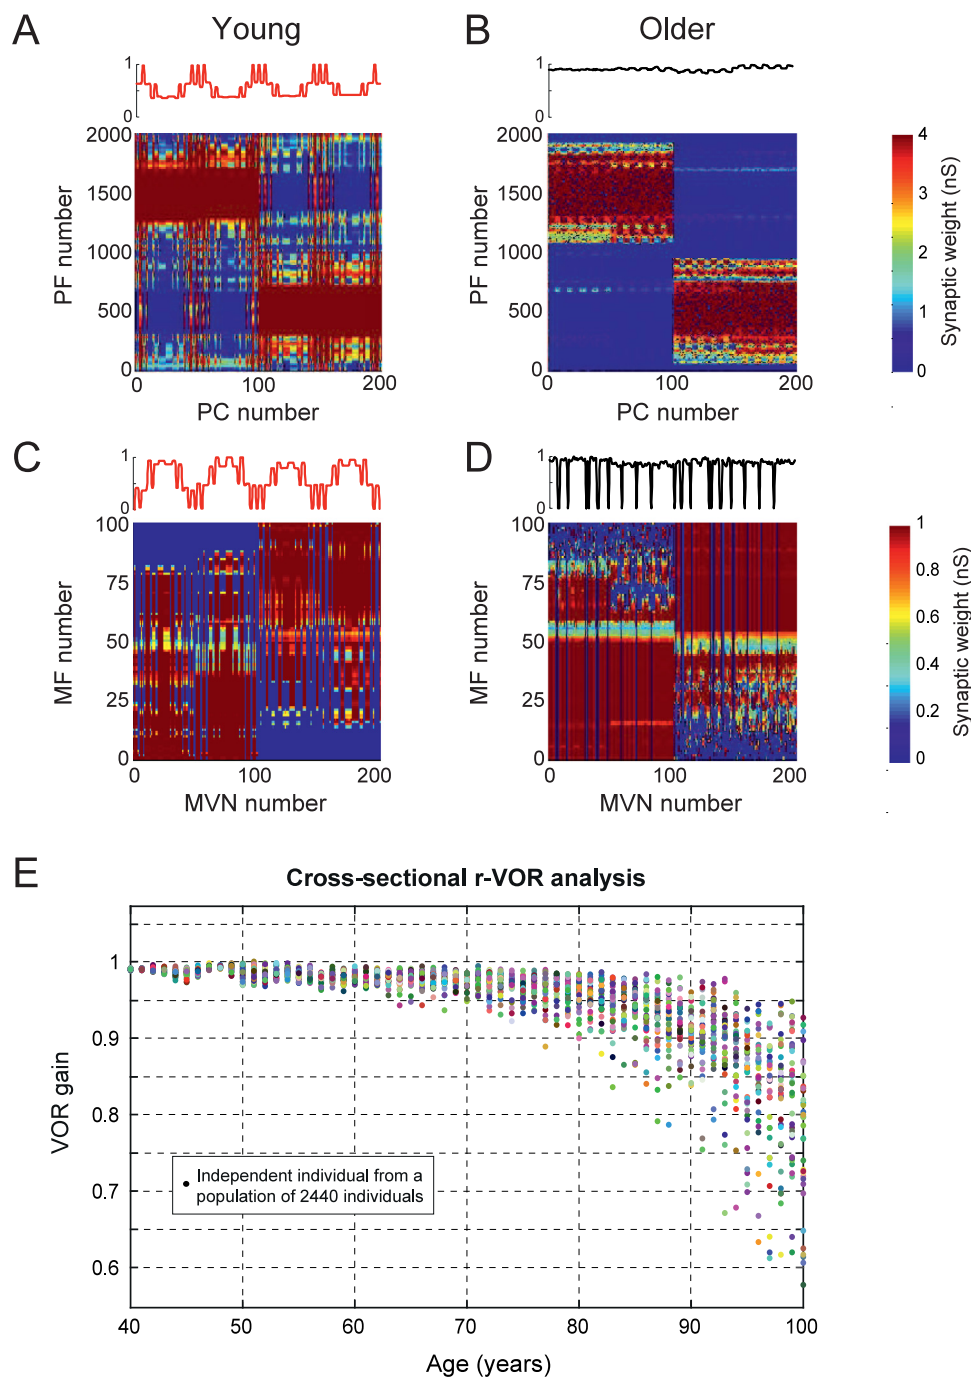 A
Young
B
Older
1
0
1
0
2000
1500
1000
500
0
PF number
0
100
200
PC number
2000
1500
1000
500
0
PF number
0
100
200
PC number
4
3
2
1
0
Synaptic weight (nS)
C
D
1
0
1
0
100
75
50
25
0
MF number
0
100
200
MVN number
100
75
50
25
0
MF number
0
100
200
MVN number
1
0.8
0.6
0.4
0.2
0
Synaptic weight (nS)
E
Cross-sectional r-VOR analysis
1
0.9
0.8
0.7
0.6
VOR gain
Independent individual from a
population of 2440 individuals
40
50
60
70
80
90
100
Age (years)